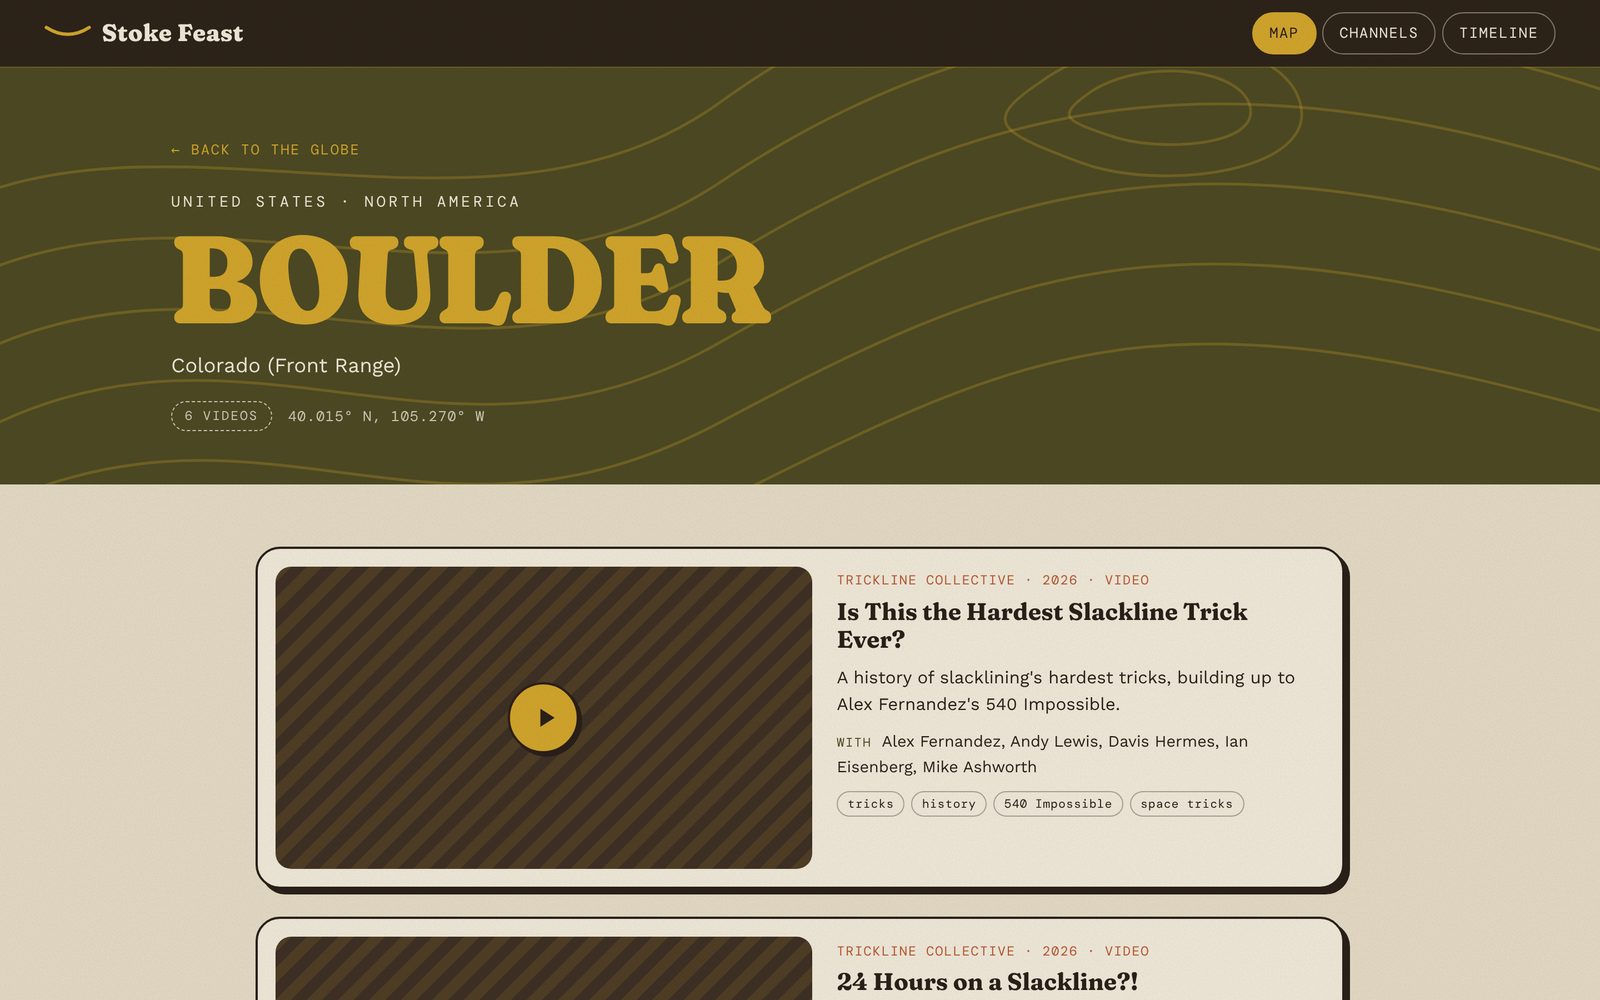 Stoke Feast
MAP
CHANNELS
TIMELINE
← BACK TO THE GLOBE
UNITED STATES · NORTH AMERICA
BOULDER
Colorado (Front Range)
6 VIDEOS
40.015° N, 105.270° W
TRICKLINE COLLECTIVE · 2026 · VIDEO
Is This the Hardest Slackline Trick
Ever?
A history of slacklining's hardest tricks, building up to
Alex Fernandez's 540 Impossible.
WITH Alex Fernandez, Andy Lewis, Davis Hermes, Ian
Eisenberg, Mike Ashworth
tricks
history
540 Impossible
space tricks
TRICKLINE COLLECTIVE · 2026 · VIDEO
24 Hours on a Slackline?!